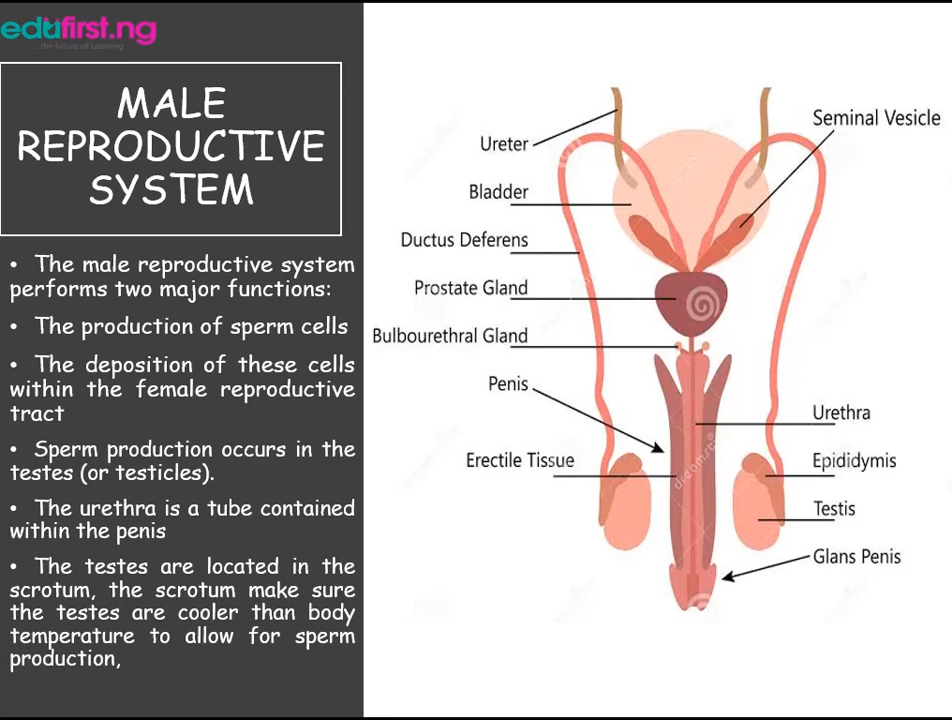 edufirst.ng
...the future of Learning
MALE
REPRODUCTIVE
SYSTEM
• The male reproductive system
performs two major functions:
• The production of sperm cells
• The deposition of these cells
within the female reproductive
tract
• Sperm production occurs in the
testes (or testicles).
• The urethra is a tube contained
within the penis
• The testes are located in the
scrotum, the scrotum make sure
the testes are cooler than body
temperature to allow for sperm
production,
Ureter
Bladder
Ductus Deferens
Prostate Gland
Bulbourethral Gland
Penis
Erectile Tissue
Seminal Vesicle
Urethra
Epididymis
Testis
Glans Penis